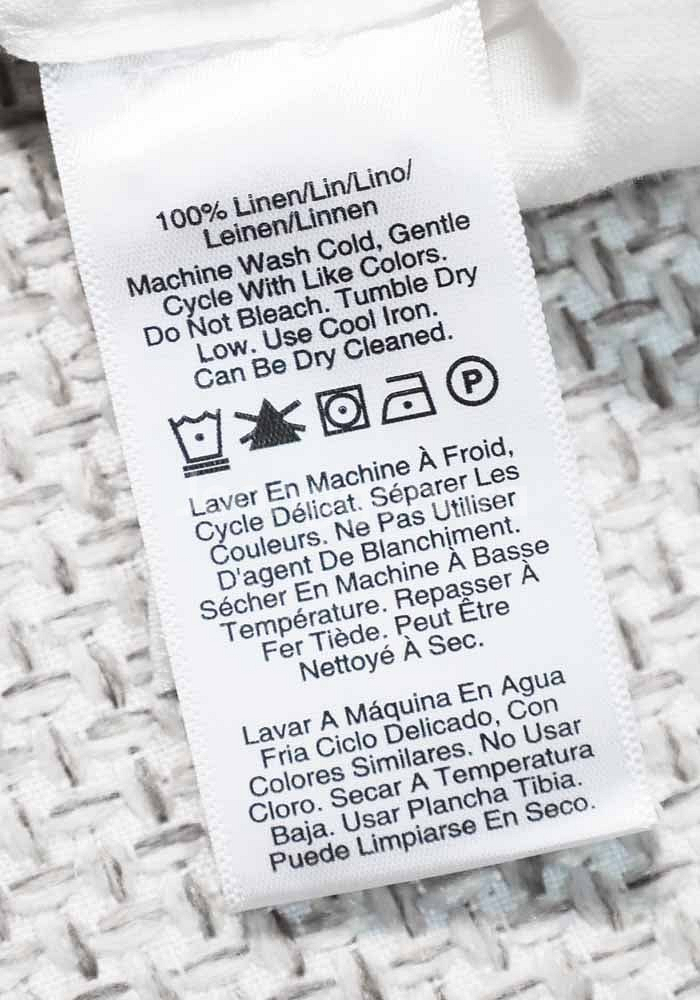 100% Linen/Lin/Lino/
Leinen/Linnen
Machine Wash Cold, Gentle
Cycle With Like Colors.
Do Not Bleach. Tumble Dry
Low. Use Cool Iron.
Can Be Dry Cleaned.
P
Laver En Machine À Froid,
Cycle Délicat. Séparer Les
Couleurs. Ne Pas Utiliser
D'agent De Blanchiment.
Sécher En Machine À Basse
Température. Repasser À
Fer Tiède. Peut Être
Nettoyé À Sec.
Lavar A Máquina En Agua
Fria Ciclo Delicado, Con
Colores Similares. No Usar
Cloro. Secar A Temperatura
Baja. Usar Plancha Tibia.
Puede Limpiarse En Seco.